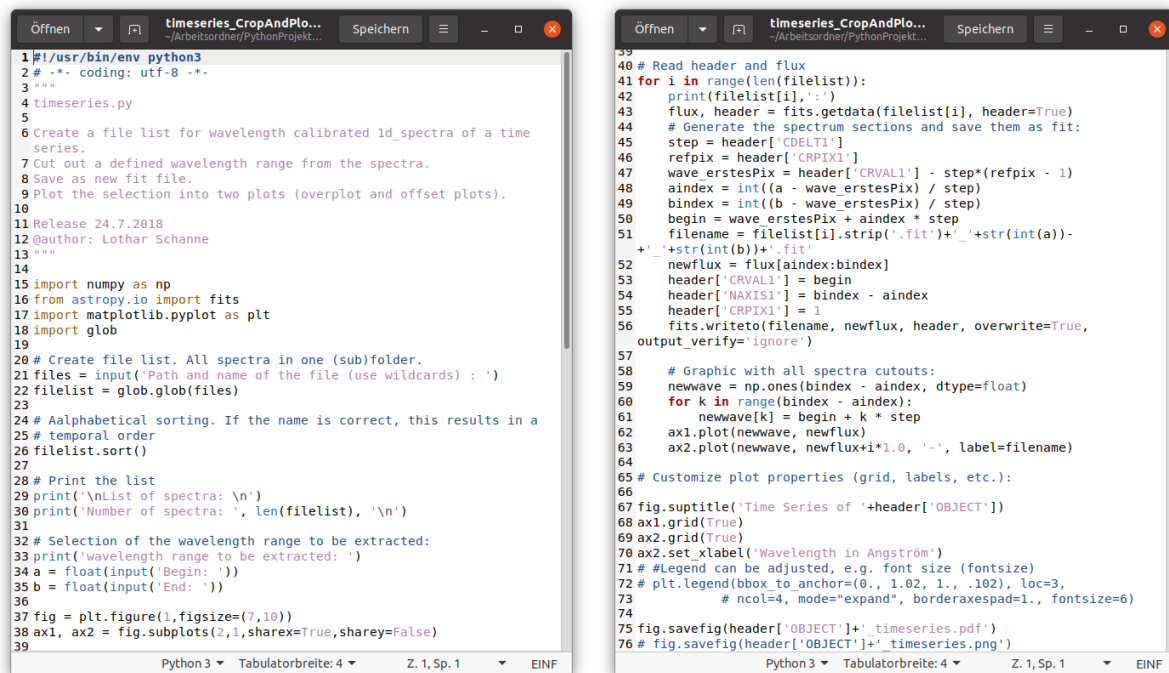 Öffnen
timeseries_CropAndPlo...
~/Arbeitsordner/PythonProjekt...
Speichern
1 #!/usr/bin/env python3
2 # -*- coding: utf-8 -*-
3 """
4 timeseries.py
5
6 Create a file list for wavelength calibrated 1d_spectra of a time
series.
7 Cut out a defined wavelength range from the spectra.
8 Save as new fit file.
9 Plot the selection into two plots (overplot and offset plots).
10
11 Release 24.7.2018
12 @author: Lothar Schanne
13 """
14
15 import numpy as np
16 from astropy.io import fits
17 import matplotlib.pyplot as plt
18 import glob
19
20 # Create file list. All spectra in one (sub)folder.
21 files = input('Path and name of the file (use wildcards) : ')
22 filelist = glob.glob(files)
23
24 # Aalphabetical sorting. If the name is correct, this results in a
25 # temporal order
26 filelist.sort()
27
28 # Print the list
29 print('\nList of spectra: \n')
30 print('Number of spectra: ', len(filelist), '\n')
31
32 # Selection of the wavelength range to be extracted:
33 print('wavelength range to be extracted: ')
34 a = float(input('Begin: '))
35 b = float(input('End: '))
36
37 fig = plt.figure(1,figsize=(7,10))
38 ax1, ax2 = fig.subplots(2,1,sharex=True,sharey=False)
39
Python 3 Tabulatorbreite: 4 Z. 1, Sp. 1 EINF
Öffnen
timeseries_CropAndPlo...
~/Arbeitsordner/PythonProjekt...
Speichern
39
40 # Read header and flux
41 for i in range(len(filelist)):
42     print(filelist[i],':')
43     flux, header = fits.getdata(filelist[i], header=True)
44     # Generate the spectrum sections and save them as fit:
45     step = header['CDELT1']
46     refpix = header['CRPIX1']
47     wave_erstesPix = header['CRVAL1'] - step*(refpix - 1)
48     aindex = int((a - wave_erstesPix) / step)
49     bindex = int((b - wave_erstesPix) / step)
50     begin = wave_erstesPix + aindex * step
51     filename = filelist[i].strip('.fit')+'_'+str(int(a))-
+'_'+str(int(b))+'.fit'
52     newflux = flux[aindex:bindex]
53     header['CRVAL1'] = begin
54     header['NAXIS1'] = bindex - aindex
55     header['CRPIX1'] = 1
56     fits.writeto(filename, newflux, header, overwrite=True,
output_verify='ignore')
57
58     # Graphic with all spectra cutouts:
59     newwave = np.ones(bindex - aindex, dtype=float)
60     for k in range(bindex - aindex):
61         newwave[k] = begin + k * step
62     ax1.plot(newwave, newflux)
63     ax2.plot(newwave, newflux+i*1.0, '-', label=filename)
64
65 # Customize plot properties (grid, labels, etc.):
66
67 fig.suptitle('Time Series of '+header['OBJECT'])
68 ax1.grid(True)
69 ax2.grid(True)
70 ax2.set_xlabel('Wavelength in Angström')
71 # #Legend can be adjusted, e.g. font size (fontsize)
72 # plt.legend(bbox_to_anchor=(0., 1.02, 1., .102), loc=3,
73            # ncol=4, mode="expand", borderaxespad=1., fontsize=6)
74
75 fig.savefig(header['OBJECT']+'_timeseries.pdf')
76 # fig.savefig(header['OBJECT']+'_timeseries.png')
Python 3 Tabulatorbreite: 4 Z. 1, Sp. 1 EINF